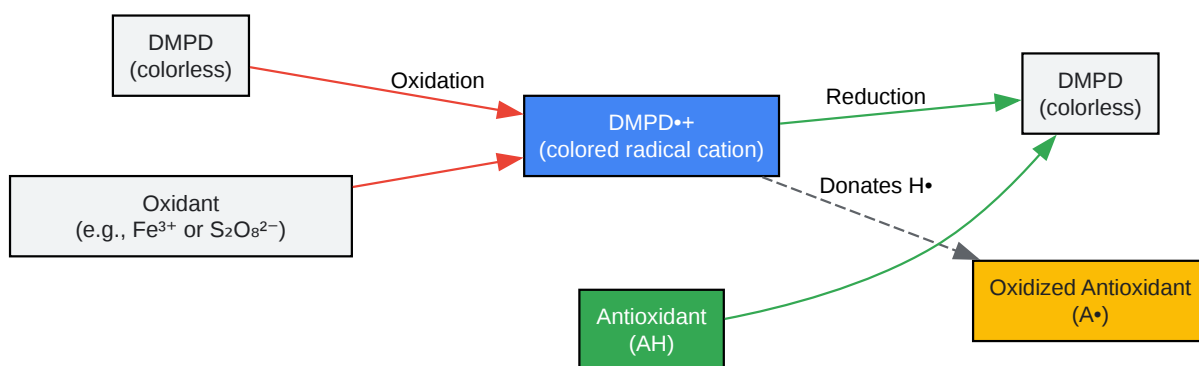 DMPD
(colorless)
Oxidation
Oxidant
(e.g., Fe³⁺ or S₂O₈²⁻)
DMPD•+
(colored radical cation)
Reduction
DMPD
(colorless)
Donates H•
Antioxidant
(AH)
Oxidized Antioxidant
(A•)